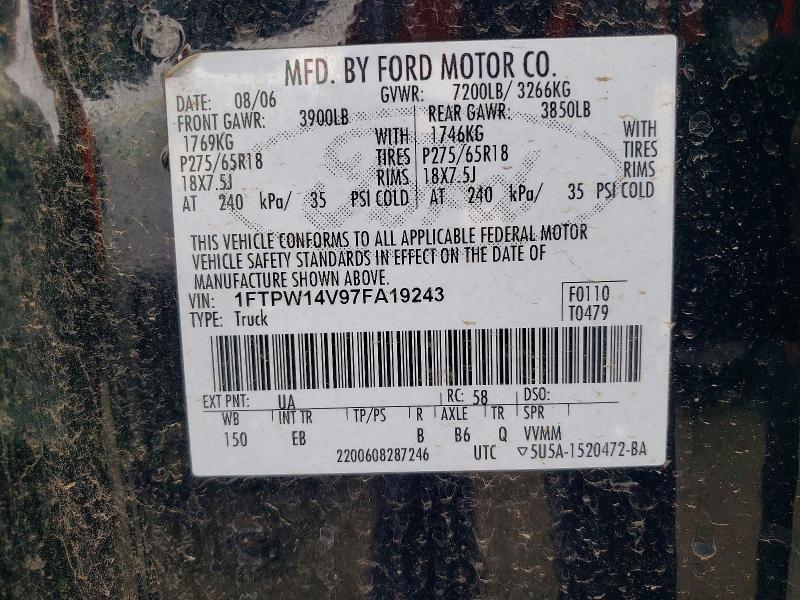 MFD. BY FORD MOTOR CO.
DATE: 08/06 GVWR: 7200LB/ 3266KG
FRONT GAWR: 3900LB REAR GAWR: 3850LB
1769KG WITH 1746KG WITH
P275/65R18 TIRES P275/65R18 TIRES
18X7.5J RIMS 18X7.5J RIMS
AT 240 kPa/ 35 PSI COLD AT 240 kPa/ 35 PSI COLD
Ford
THIS VEHICLE CONFORMS TO ALL APPLICABLE FEDERAL MOTOR
VEHICLE SAFETY STANDARDS IN EFFECT ON THE DATE OF
MANUFACTURE SHOWN ABOVE.
VIN: 1FTPW14V97FA19243 F0110
TYPE: Truck T0479
EXT PNT: UA RC: 58 DSO:
WB INT TR TP/PS R AXLE TR SPR
150 EB B B6 Q VVMM
2200608287246 UTC ▽5U5A-1520472-BA